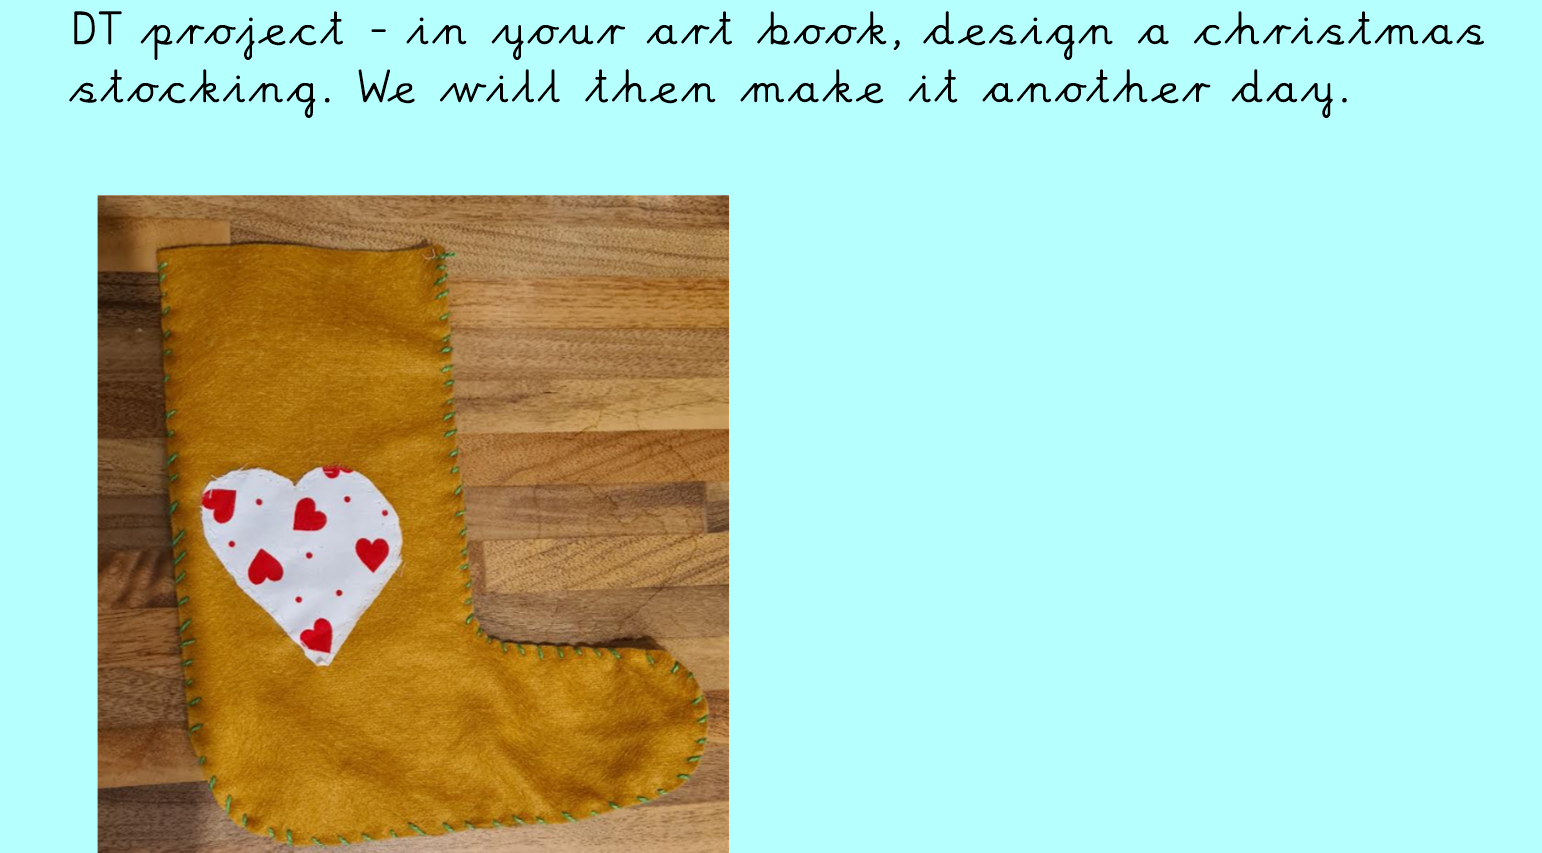 DT project - in your art book, design a christmas
stocking. We will then make it another day.